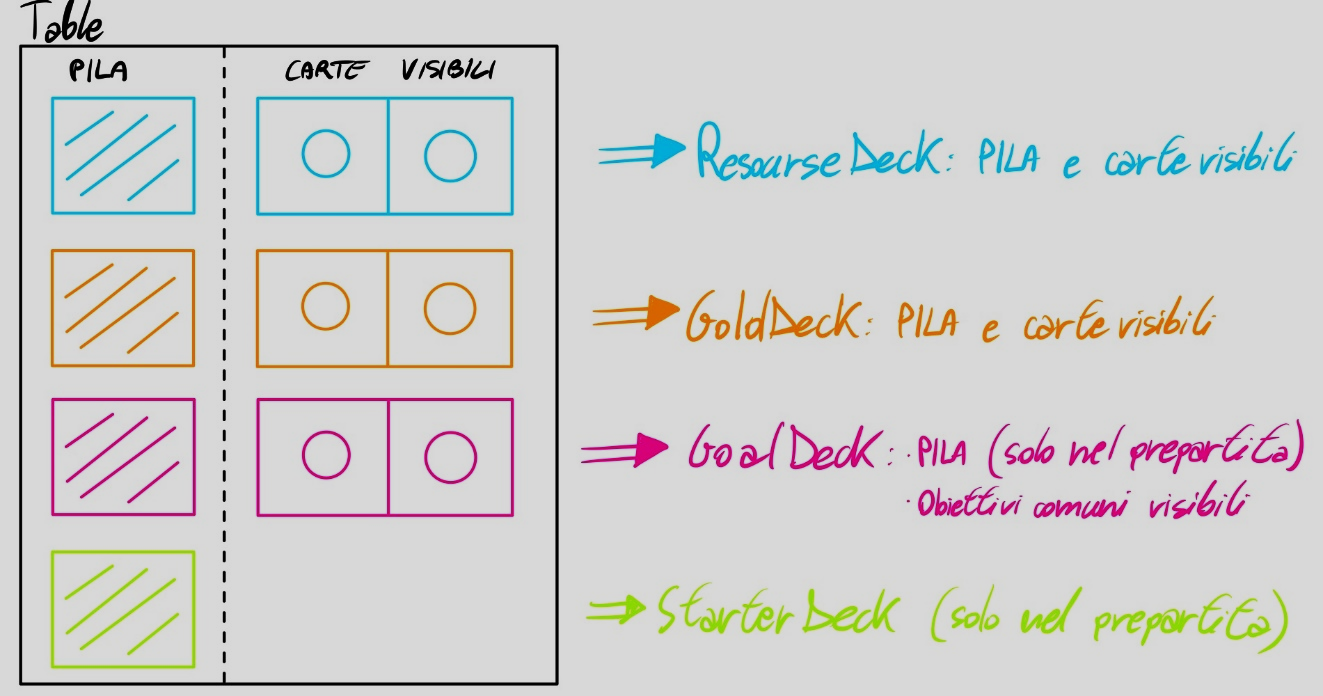 Table
PILA CARTE VISIBILI
ResourseDeck: PILA e carte visibili
GoldDeck: PILA e carte visibili
GoalDeck: · PILA (solo nel prepartita)
· Obiettivi comuni visibili
StarterDeck (solo nel prepartita)